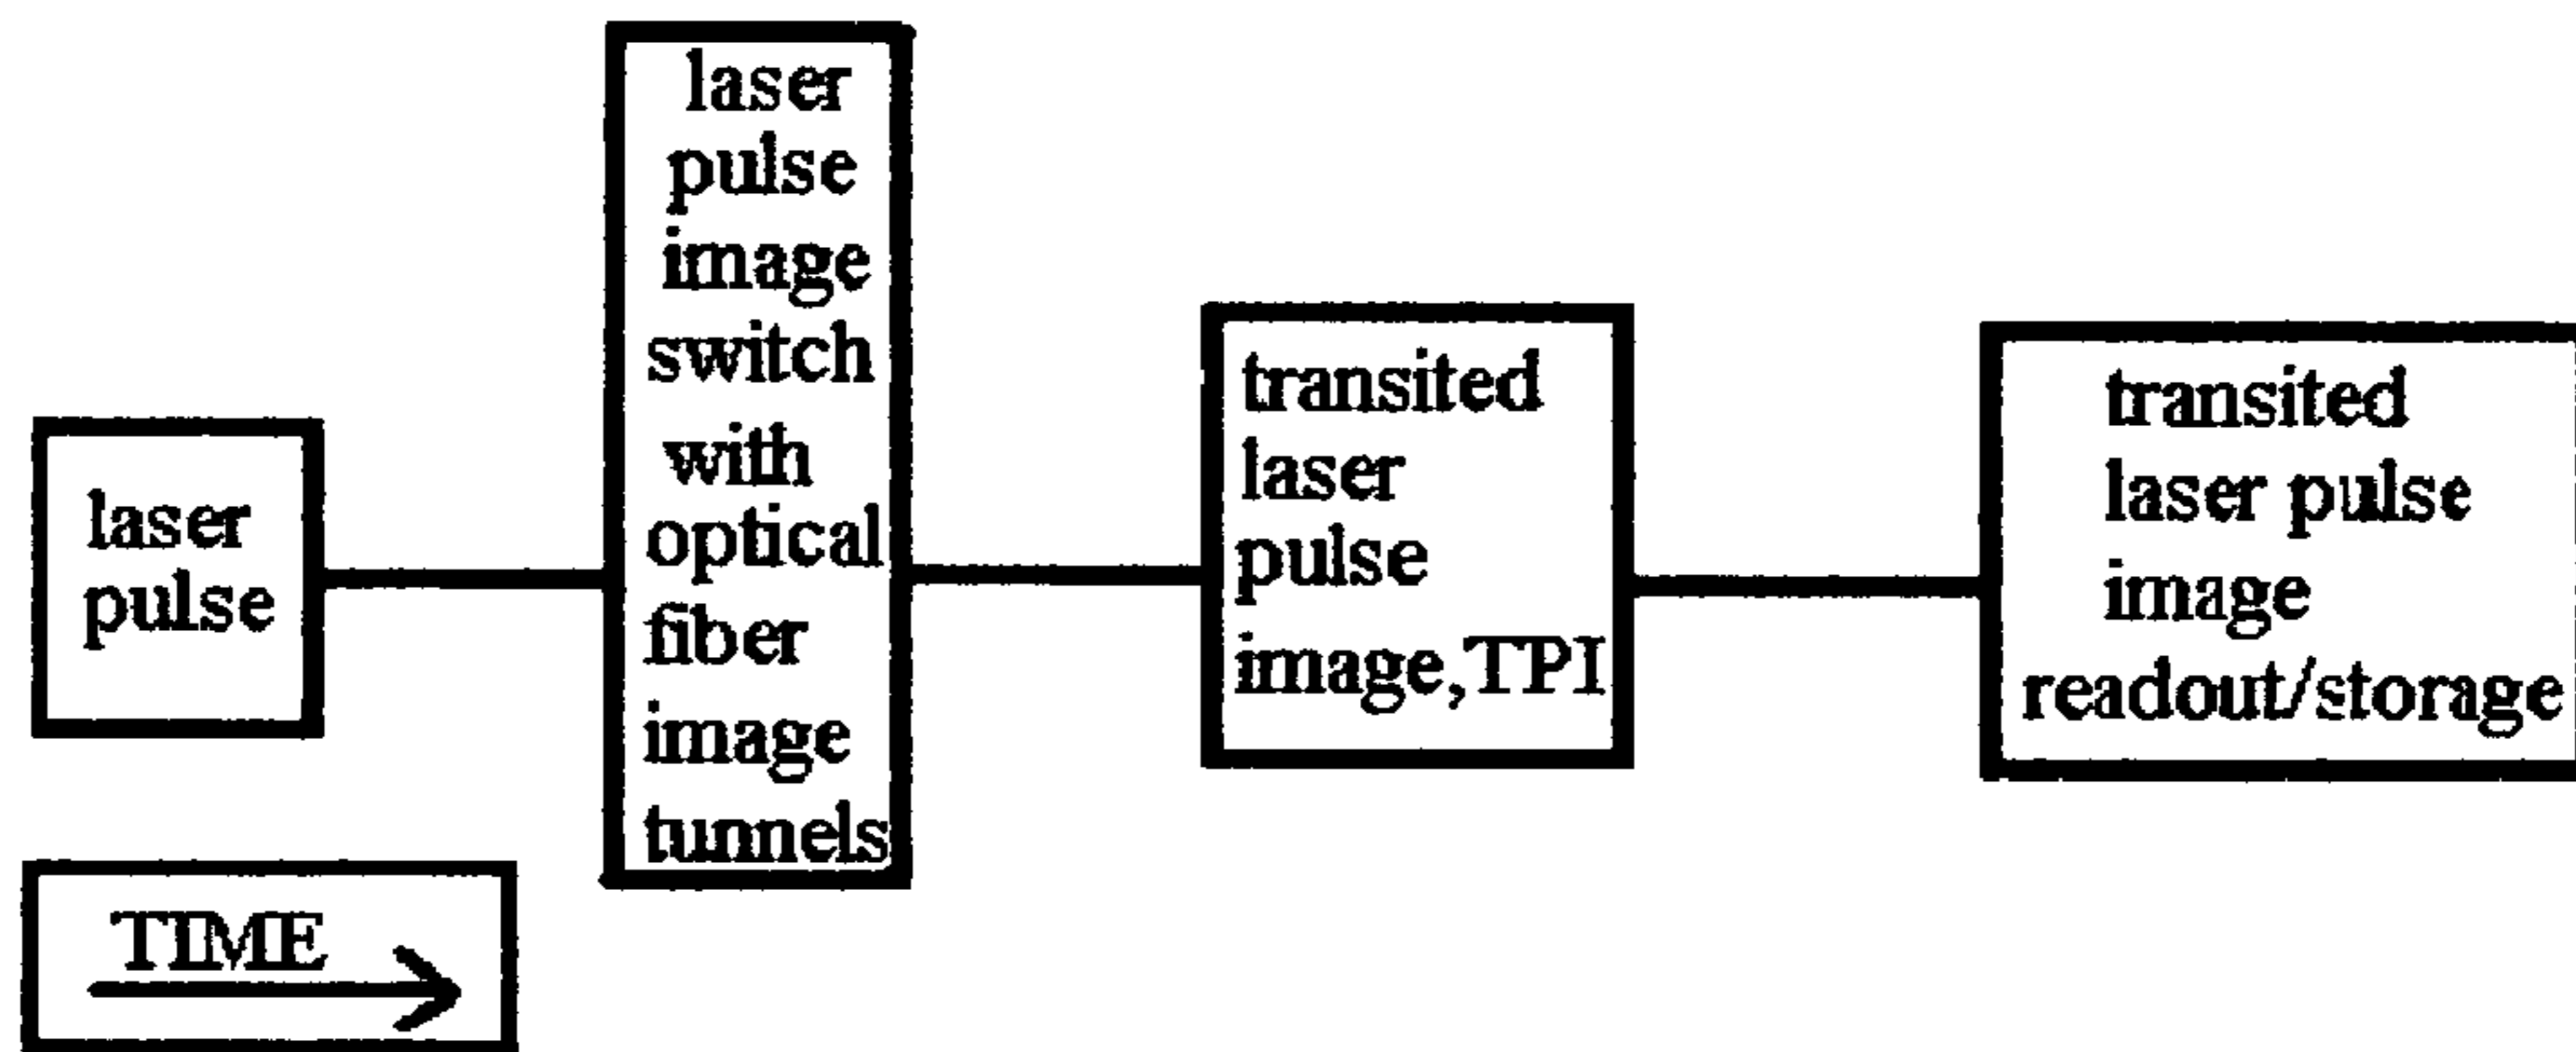 laser
pulse
laser
pulse
image
switch
with
optical
fiber
image
tunnels
transited
laser
pulse
image,TPI
transited
laser pulse
image
readout/storage
TIME